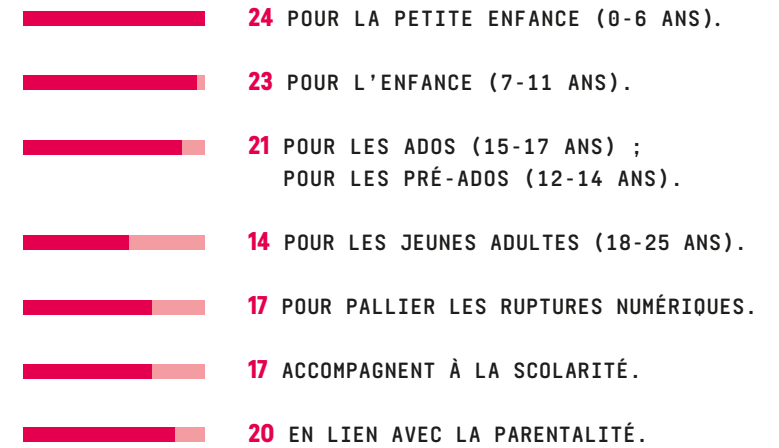 24 POUR LA PETITE ENFANCE (0-6 ANS).
23 POUR L'ENFANCE (7-11 ANS).
21 POUR LES ADOS (15-17 ANS) ;
POUR LES PRÉ-ADOS (12-14 ANS).
14 POUR LES JEUNES ADULTES (18-25 ANS).
17 POUR PALLIER LES RUPTURES NUMÉRIQUES.
17 ACCOMPAGNENT À LA SCOLARITÉ.
20 EN LIEN AVEC LA PARENTALITÉ.